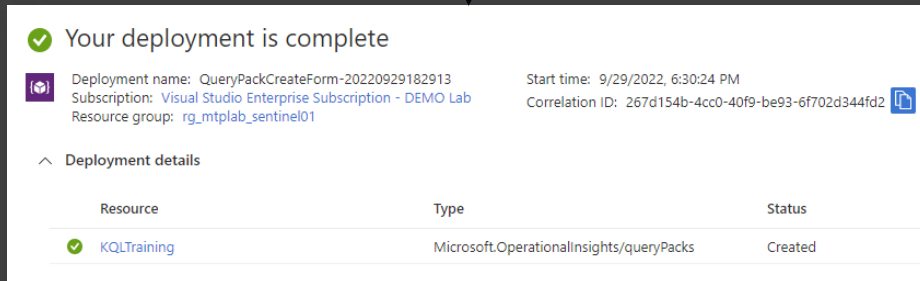 Your deployment is complete
Deployment name: QueryPackCreateForm-20220929182913
Subscription: Visual Studio Enterprise Subscription - DEMO Lab
Resource group: rg_mtplab_sentinel01
Start time: 9/29/2022, 6:30:24 PM
Correlation ID: 267d154b-4cc0-40f9-be93-6f702d344fd2
Deployment details
Resource Type Status
KQLTraining Microsoft.OperationalInsights/queryPacks Created